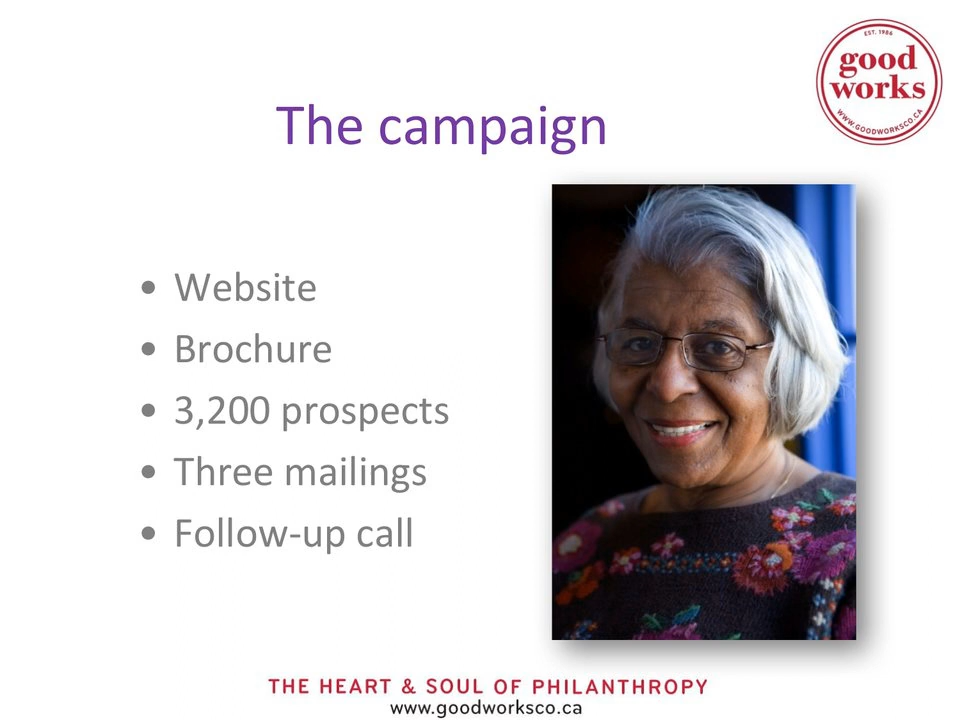 EST. 1986
good
works
WWW.GOODWORKSCO.CA
The campaign
• Website
• Brochure
• 3,200 prospects
• Three mailings
• Follow-up call
THE HEART & SOUL OF PHILANTHROPY
www.goodworksco.ca